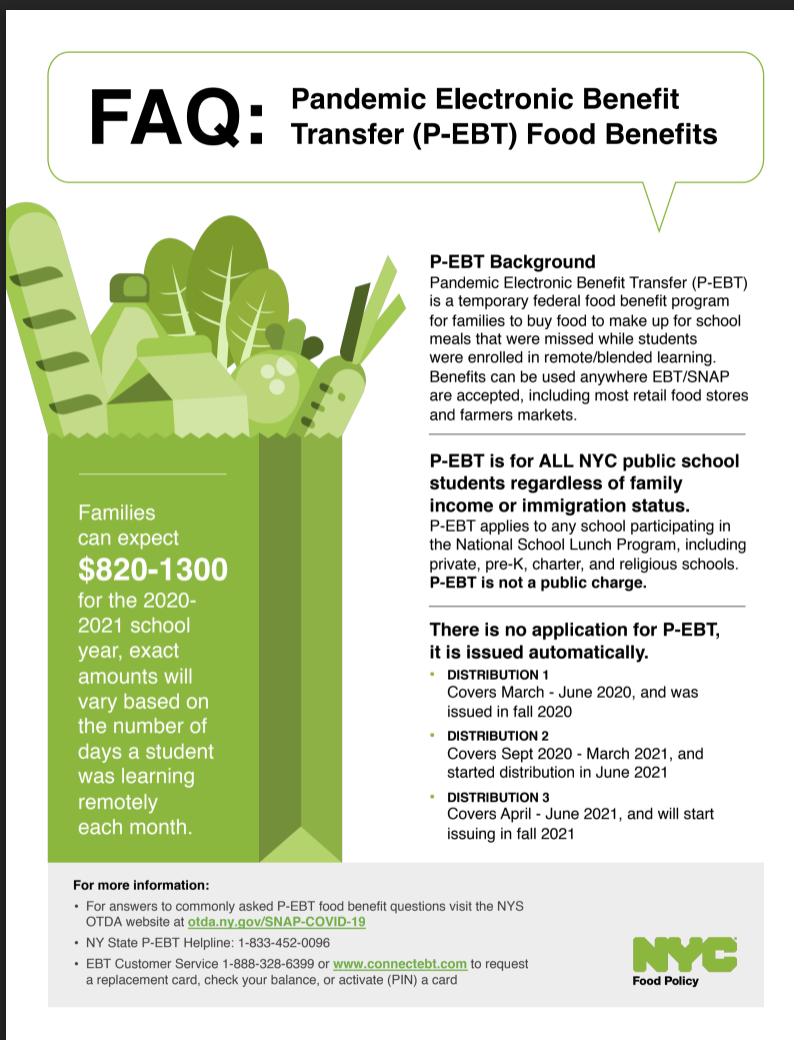 FAQ:
Pandemic Electronic Benefit
Transfer (P-EBT) Food Benefits
P-EBT Background
Pandemic Electronic Benefit Transfer (P-EBT)
is a temporary federal food benefit program
for families to buy food to make up for school
meals that were missed while students
were enrolled in remote/blended learning.
Benefits can be used anywhere EBT/SNAP
are accepted, including most retail food stores
and farmers markets.
P-EBT is for ALL NYC public school
students regardless of family
income or immigration status.
P-EBT applies to any school participating in
the National School Lunch Program, including
private, pre-K, charter, and religious schools.
P-EBT is not a public charge.
There is no application for P-EBT,
it is issued automatically.
• DISTRIBUTION 1
Covers March - June 2020, and was
issued in fall 2020
• DISTRIBUTION 2
Covers Sept 2020 - March 2021, and
started distribution in June 2021
• DISTRIBUTION 3
Covers April - June 2021, and will start
issuing in fall 2021
Families
can expect
$820-1300
for the 2020-
2021 school
year, exact
amounts will
vary based on
the number of
days a student
was learning
remotely
each month.
For more information:
• For answers to commonly asked P-EBT food benefit questions visit the NYS
OTDA website at otda.ny.gov/SNAP-COVID-19
• NY State P-EBT Helpline: 1-833-452-0096
• EBT Customer Service 1-888-328-6399 or www.connectebt.com to request
a replacement card, check your balance, or activate (PIN) a card
NYC
Food Policy